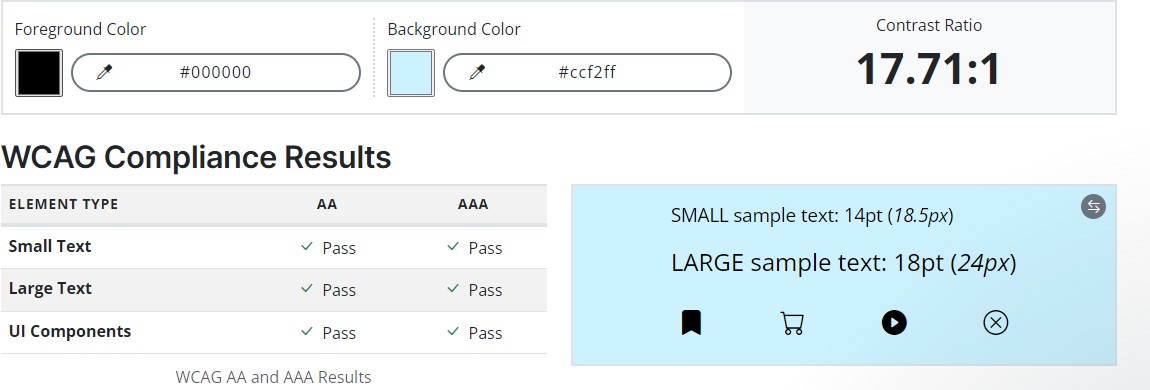 Foreground Color
#000000
Background Color
#ccf2ff
Contrast Ratio
17.71:1
WCAG Compliance Results
ELEMENT TYPE AA AAA
Small Text Pass Pass
Large Text Pass Pass
UI Components Pass Pass
WCAG AA and AAA Results
SMALL sample text: 14pt (18.5px)
LARGE sample text: 18pt (24px)